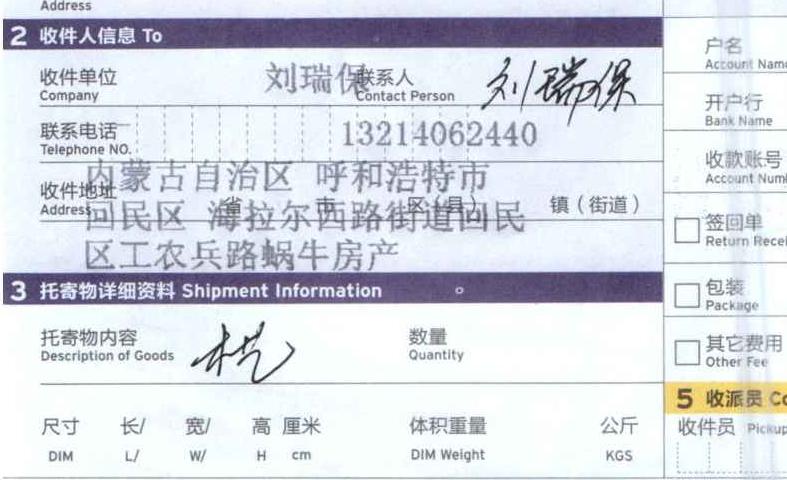 Address
2 收件人信息 To
收件单位 刘瑞保 联系人 刘瑞保
Company Contact Person
联系电话 13214062440
Telephone NO.
内蒙古自治区 呼和浩特市
收件地址 省 市 区(县) 镇(街道)
Address 回民区 海拉尔西路街道回民
区工农兵路蜗牛房产
3 托寄物详细资料 Shipment Information
托寄物内容 数量
Description of Goods Quantity
尺寸 长/ 宽/ 高 厘米 体积重量 公斤
DIM L/ W/ H cm DIM Weight KGS
户名
Account Name
开户行
Bank Name
收款账号
Account Num
签回单
Return Recei
包装
Package
其它费用
Other Fee
5 收派员 Co
收件员 Pickup